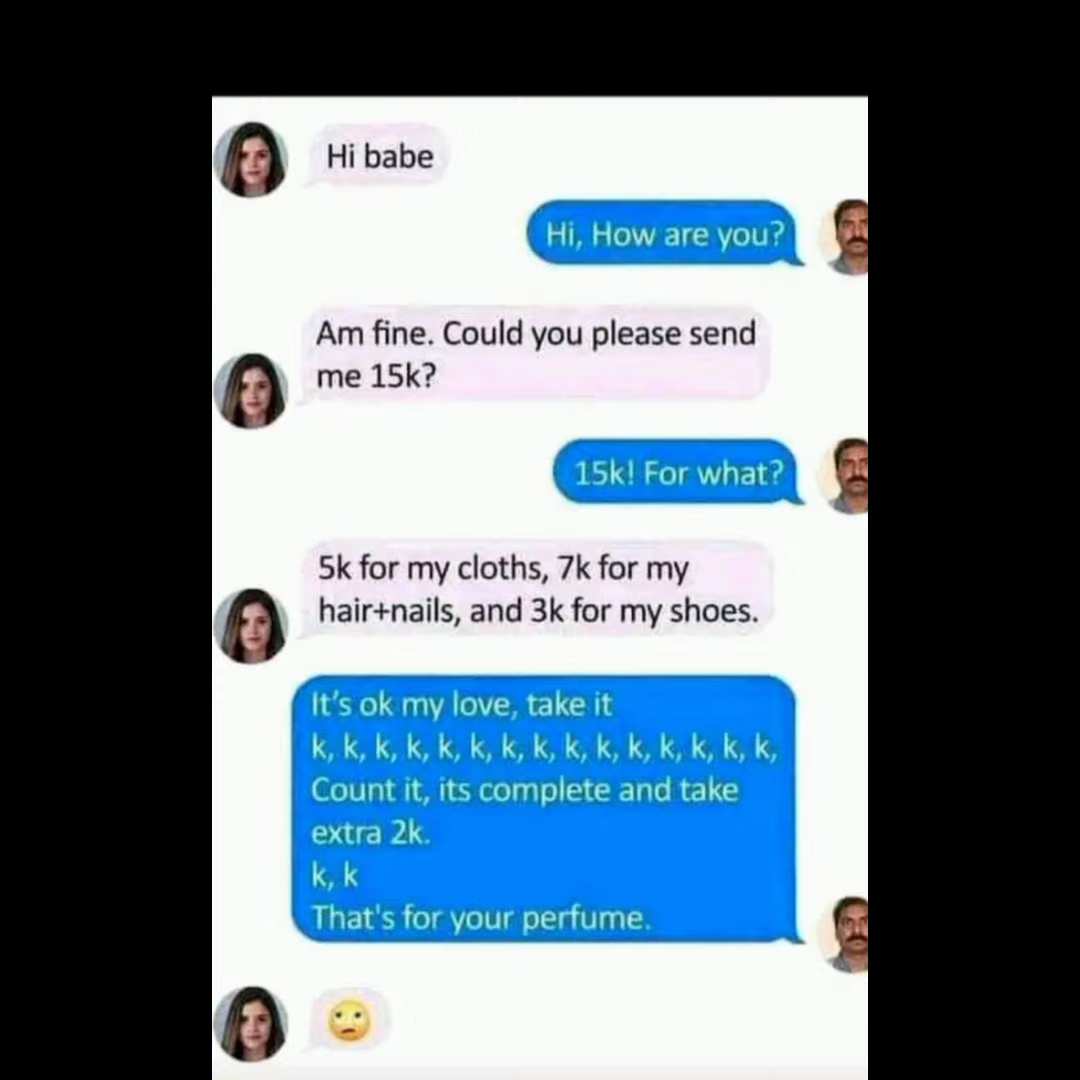 Hi babe
Hi, How are you?
Am fine. Could you please send
me 15k?
15k! For what?
5k for my cloths, 7k for my
hair+nails, and 3k for my shoes.
It's ok my love, take it
k, k, k, k, k, k, k, k, k, k, k, k, k, k, k,
Count it, its complete and take
extra 2k.
k, k
That's for your perfume.
🙄